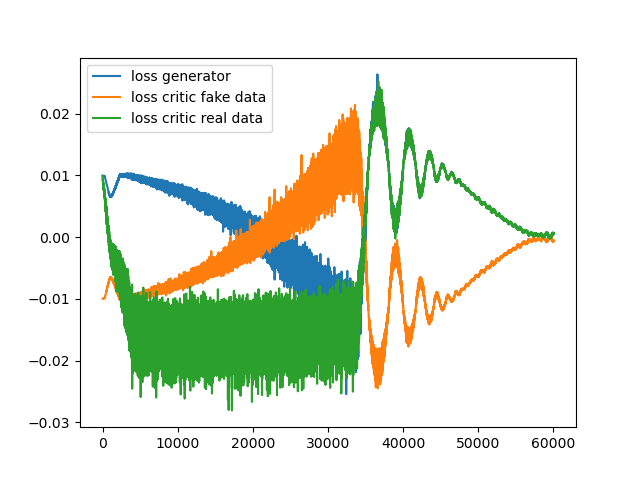 loss generator
loss critic fake data
loss critic real data
0.02
0.01
0.00
−0.01
−0.02
−0.03
0 10000 20000 30000 40000 50000 60000